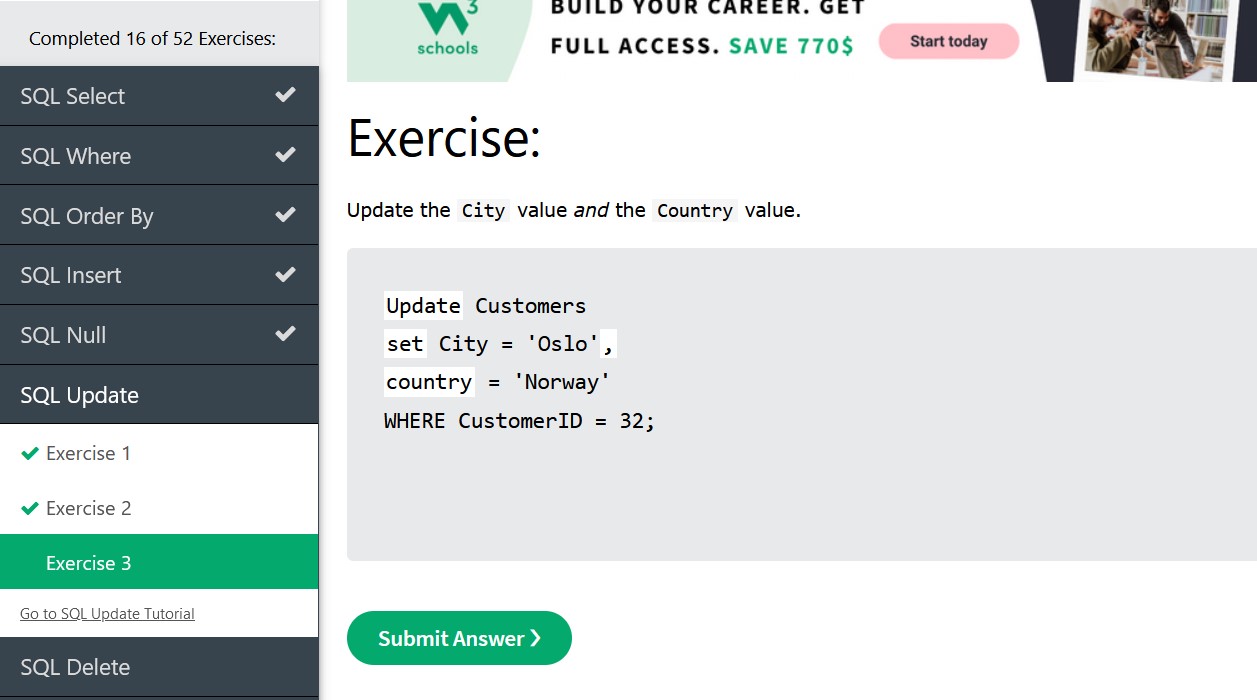 Completed 16 of 52 Exercises:
SQL Select
SQL Where
SQL Order By
SQL Insert
SQL Null
SQL Update
Exercise 1
Exercise 2
Exercise 3
Go to SQL Update Tutorial
SQL Delete
3
schools
BUILD YOUR CAREER. GET
FULL ACCESS. SAVE 770$
Start today
Exercise:
Update the City value and the Country value.
Update Customers
set City = 'Oslo',
country = 'Norway'
WHERE CustomerID = 32;
Submit Answer ❯